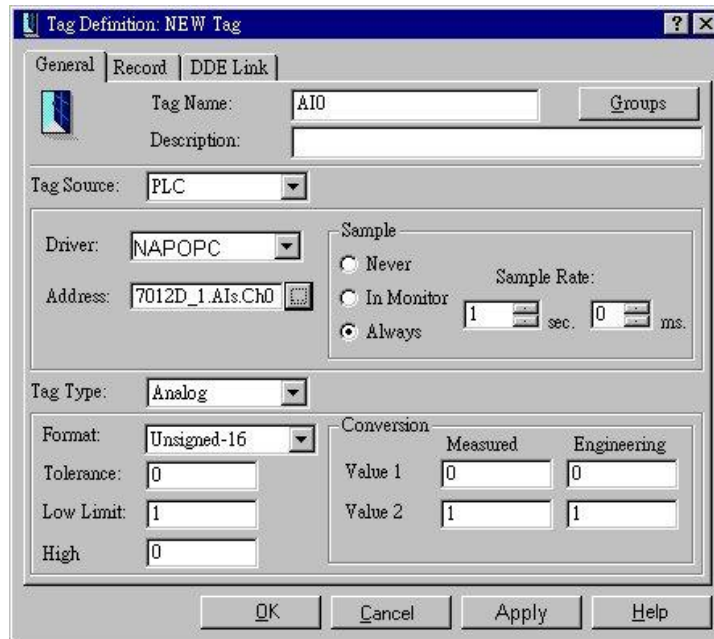 Tag Definition: NEW Tag
General Record DDE Link
Tag Name: AI0 Groups
Description:
Tag Source: PLC
Driver: NAPOPC
Address: 7012D_1.AIs.Ch0
Sample
Never
In Monitor
Always
Sample Rate:
1 sec. 0 ms.
Tag Type: Analog
Format: Unsigned-16
Tolerance: 0
Low Limit: 1
High 0
Conversion
Measured Engineering
Value 1 0 0
Value 2 1 1
OK Cancel Apply Help